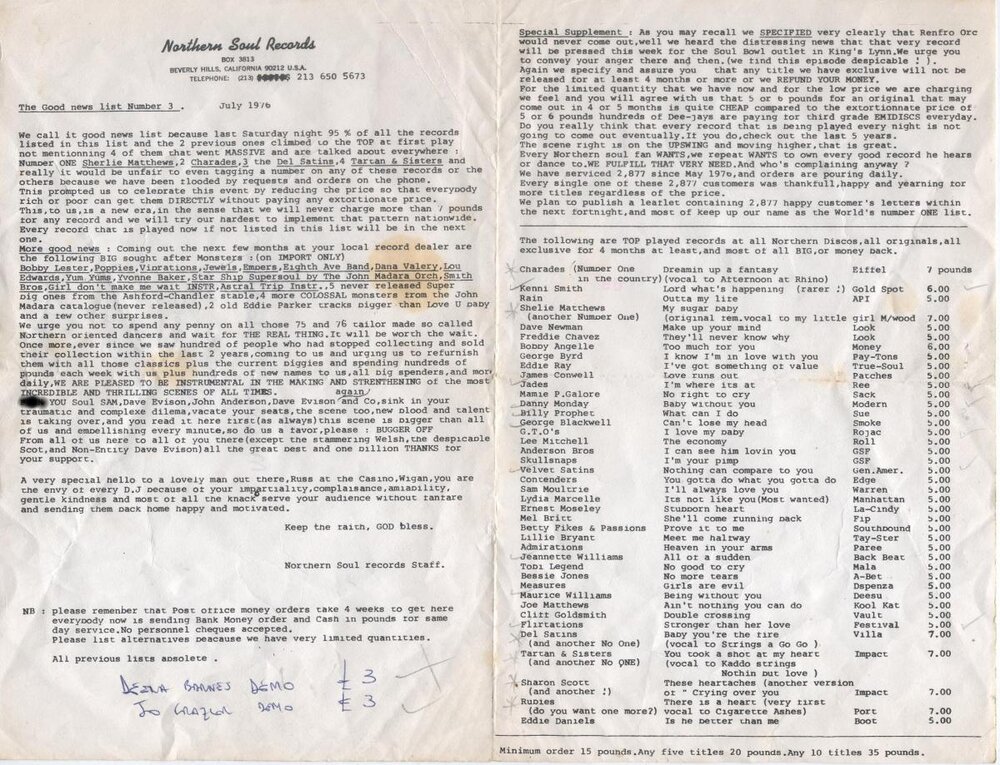 Northern Soul Records
BOX 3813
BEVERLY HILLS, CALIFORNIA 90212 U.S.A.
TELEPHONE: (213) 213 650 5673
The Good news list Number 3 . July 1976
We call it good news list because last Saturday night 95 % of all the records
listed in this list and the 2 previous ones climbed to the TOP at first play
not mentionning 4 of them that went MASSIVE and are talked about everywhere :
Number ONE Sherlie Matthews,2 Charades,3 the Del Satins,4 Tartan & Sisters and
really it would be unfair to even tagging a number on any of these records or the
others because we have been flooded by requests and orders on the phone.
This prompted us to celebrate this event by reducing the price so that everybody
rich or poor can get them DIRECTLY without paying any extortionate price.
This,to us,is a new era,in the sense that we will never charge more than 7 pounds
for any record and we will try our hardest to implement that pattern nationwide.
Every record that is played now if not listed in this list will be in the next
one.
More good news : Coming out the next few months at your local record dealer are
the following BIG sought after Monsters :(on IMPORT ONLY)
Bobby Lester,Poppies,Vibrations,Jewels,Embers,Eighth Ave Band,Dana Valery,Lou
Edwards,Yum Yums,Yvonne Baker,Star Ship Supersoul by The John Madara Orch,Smith
Bros,Girl don't make me wait INSTR,Astral Trip Instr.,5 never released Super
big ones from the Ashford-Chandler stable,4 more COLOSSAL monsters from the John
Madara catalogue(never released),2 old Eddie Parker tracks bigger than Love U baby
and a few other surprises.
We urge you not to spend any penny on all those 75 and 76 tailor made so called
Northern oriented dancers and wait for THE REAL THING.It will be worth the wait.
Once more,ever since we saw hundred of people who had stopped collecting and sold
their collection within the last 2 years,coming to us and urging us to refurnish
them with all those classics plus the current biggies and spending hundreds of
pounds each week with us plus hundreds of new names to us,all big spenders,and more
daily,WE ARE PLEASED TO BE INSTRUMENTAL IN THE MAKING AND STRENTHENING of the most
INCREDIBLE AND THRILLING SCENES OF ALL TIMES. again/
YOU Soul SAM,Dave Evison,John Anderson,Dave Evison and Co,sink in your
traumatic and complexe dilema,vacate your seats,the scene too,new blood and talent
is taking over,and you read it here first(as always)this scene is bigger than all
of us and embellishing every minute,so do us a favor,please : BUGGER OFF
From all of us here to all of you there(except the stammering Welsh,the despicable
Scot,and Non-Entity Dave Evison)all the great best and one billion THANKS for
your support.
A very special hello to a lovely man out there,Russ at the Casino,Wigan,you are
the envoy of every D.J because of your impartiality,complaisance,amiability,
gentle kindness and most of all the knack serve your audience without fanfare
and sending them back home happy and motivated.
Keep the faith, GOD bless.
Northern Soul records Staff.
NB : please remenber that Post office money orders take 4 weeks to get here
everybody now is sending Bank Money order and Cash in pounds for same
day service.No personnel cheques accepted.
Please list alternatives beacause we have very limited quantities.
All previous lists absolete .
DEENA BARNES DEMO £ 3
JO GRAZIOR DEMO £ 3
Special Supplement : As you may recall we SPECIFIED very clearly that Renfro Orc
would never come out,well we heard the distressing news that that very record
will be pressed this week for the Soul Bowl outlet in King's Lynn.We urge you
to convey your anger there and then.(we find this episode despicable ! ).
Again we specify and assure you that any title we have exclusive will not be
released for at least 4 months or more or we REFUND YOUR MONEY.
For the limited quantity that we have now and for the low price we are charging
we feel and you will agree with us that 5 or 6 pounds for an original that may
come out in 4 or 5 months is quite CHEAP compared to the extortionnate price of
5 or 6 pounds hundreds of Dee-jays are paying for third grade EMIDISCS everyday.
Do you really think that every record that is being played every night is not
going to come out eventually.If you do,check out the last 5 years.
The scene right is on the UPSWING and moving higher,that is great.
Every Northern soul fan WANTS,we repeat WANTS to own every good record he hears
or dance to.WE FULFILL THAT VERY NEED,And who's complaining anyway ?
We have serviced 2,877 since May 1976,and orders are pouring daily.
Every single one of these 2,877 customer was thankfull,happy and yearning for
more titles regardless of the price.
We plan to publish a leaflet containing 2,877 happy customer's letters within
the next fortnight,and most of keep up our name as the World's number ONE list.
The following are TOP played records at all Northern Discos,all originals,all
exclusive for 4 months at least,and most of all BIG,or money back.
Charades (Number One Dreamin up a fantasy Eiffel 7 pounds
in the country)(vocal to Afternoon at Rhino)
Kenni Smith Lord what's happening (rarer !) Gold Spot 6.00
Rain Outta my life API 5.00
Shelie Matthews My sugar baby
(another Number One) (original rem.vocal to my little girl M/wood 7.00
Dave Newman Make up your mind Look 5.00
Freddie Chavez They'll never know why Look 5.00
Bobby Angelle Too much for you Money 6.00
George Byrd I know I'm in love with you Pay-Tons 5.00
Eddie Ray I've got something of value True-Soul 5.00
James Conwell Love runs out Patches 5.00
Jades I'm where its at Ree 5.00
Mamie P.Galore No right to cry Sack 5.00
Danny Monday Baby without you Modern 5.00
Billy Prophet What can I do Sue 5.00
George Blackwell Can't lose my head Smoke 5.00
G.T.O's I love my baby Rojac 5.00
Lee Mitchell The economy Roll 5.00
Anderson Bros I can see him lovin you GSF 5.00
Skullsnaps I'm your pimp GSF 5.00
Velvet Satins Nothing can compare to you Gen.Amer. 5.00
Contenders You gotta do what you gotta do Edge 5.00
Sam Moultrie I'll always love you Warren 5.00
Lydia Marcelle Its not like you(Most wanted) Manhattan 5.00
Ernest Moseley Stubborn heart La-Cindy 5.00
Mel Britt She'll come running back Fip 5.00
Betty Fikes & Passions Prove it to me Southbound 5.00
Lillie Bryant Meet me halfway Tay-Ster 5.00
Admirations Heaven in your arms Paree 5.00
Jeannette Williams All of a sudden Back Beat 5.00
Tobi Legend No good to cry Mala 5.00
Bessie Jones No more tears A-Bet 5.00
Measures Girls are evil Dspenza 5.00
Maurice Williams Being without you Deesu 5.00
Joe Matthews Ain't nothing you can do Kool Kat 5.00
Cliff Goldsmith Double crossing Vault 5.00
Flirtations Stronger than her love Festival 5.00
Del Satins Baby you're the fire Villa 7.00
(and another No One) (vocal to Strings a Go Go )
Tartan & Sisters You took a shot at my heart Impact 7.00
(and another No ONE) (vocal to Kaddo strings
Nothin but love )
Sharon Scott These heartaches (another version
(and another !) of " Crying over you Impact 7.00
Rubies There is a heart (very first
(do you want one more?) vocal to Cigarette Ashes) Port 7.00
Eddie Daniels Is he better than me Boot 5.00
Minimum order 15 pounds.Any five titles 20 pounds.Any 10 titles 35 pounds.